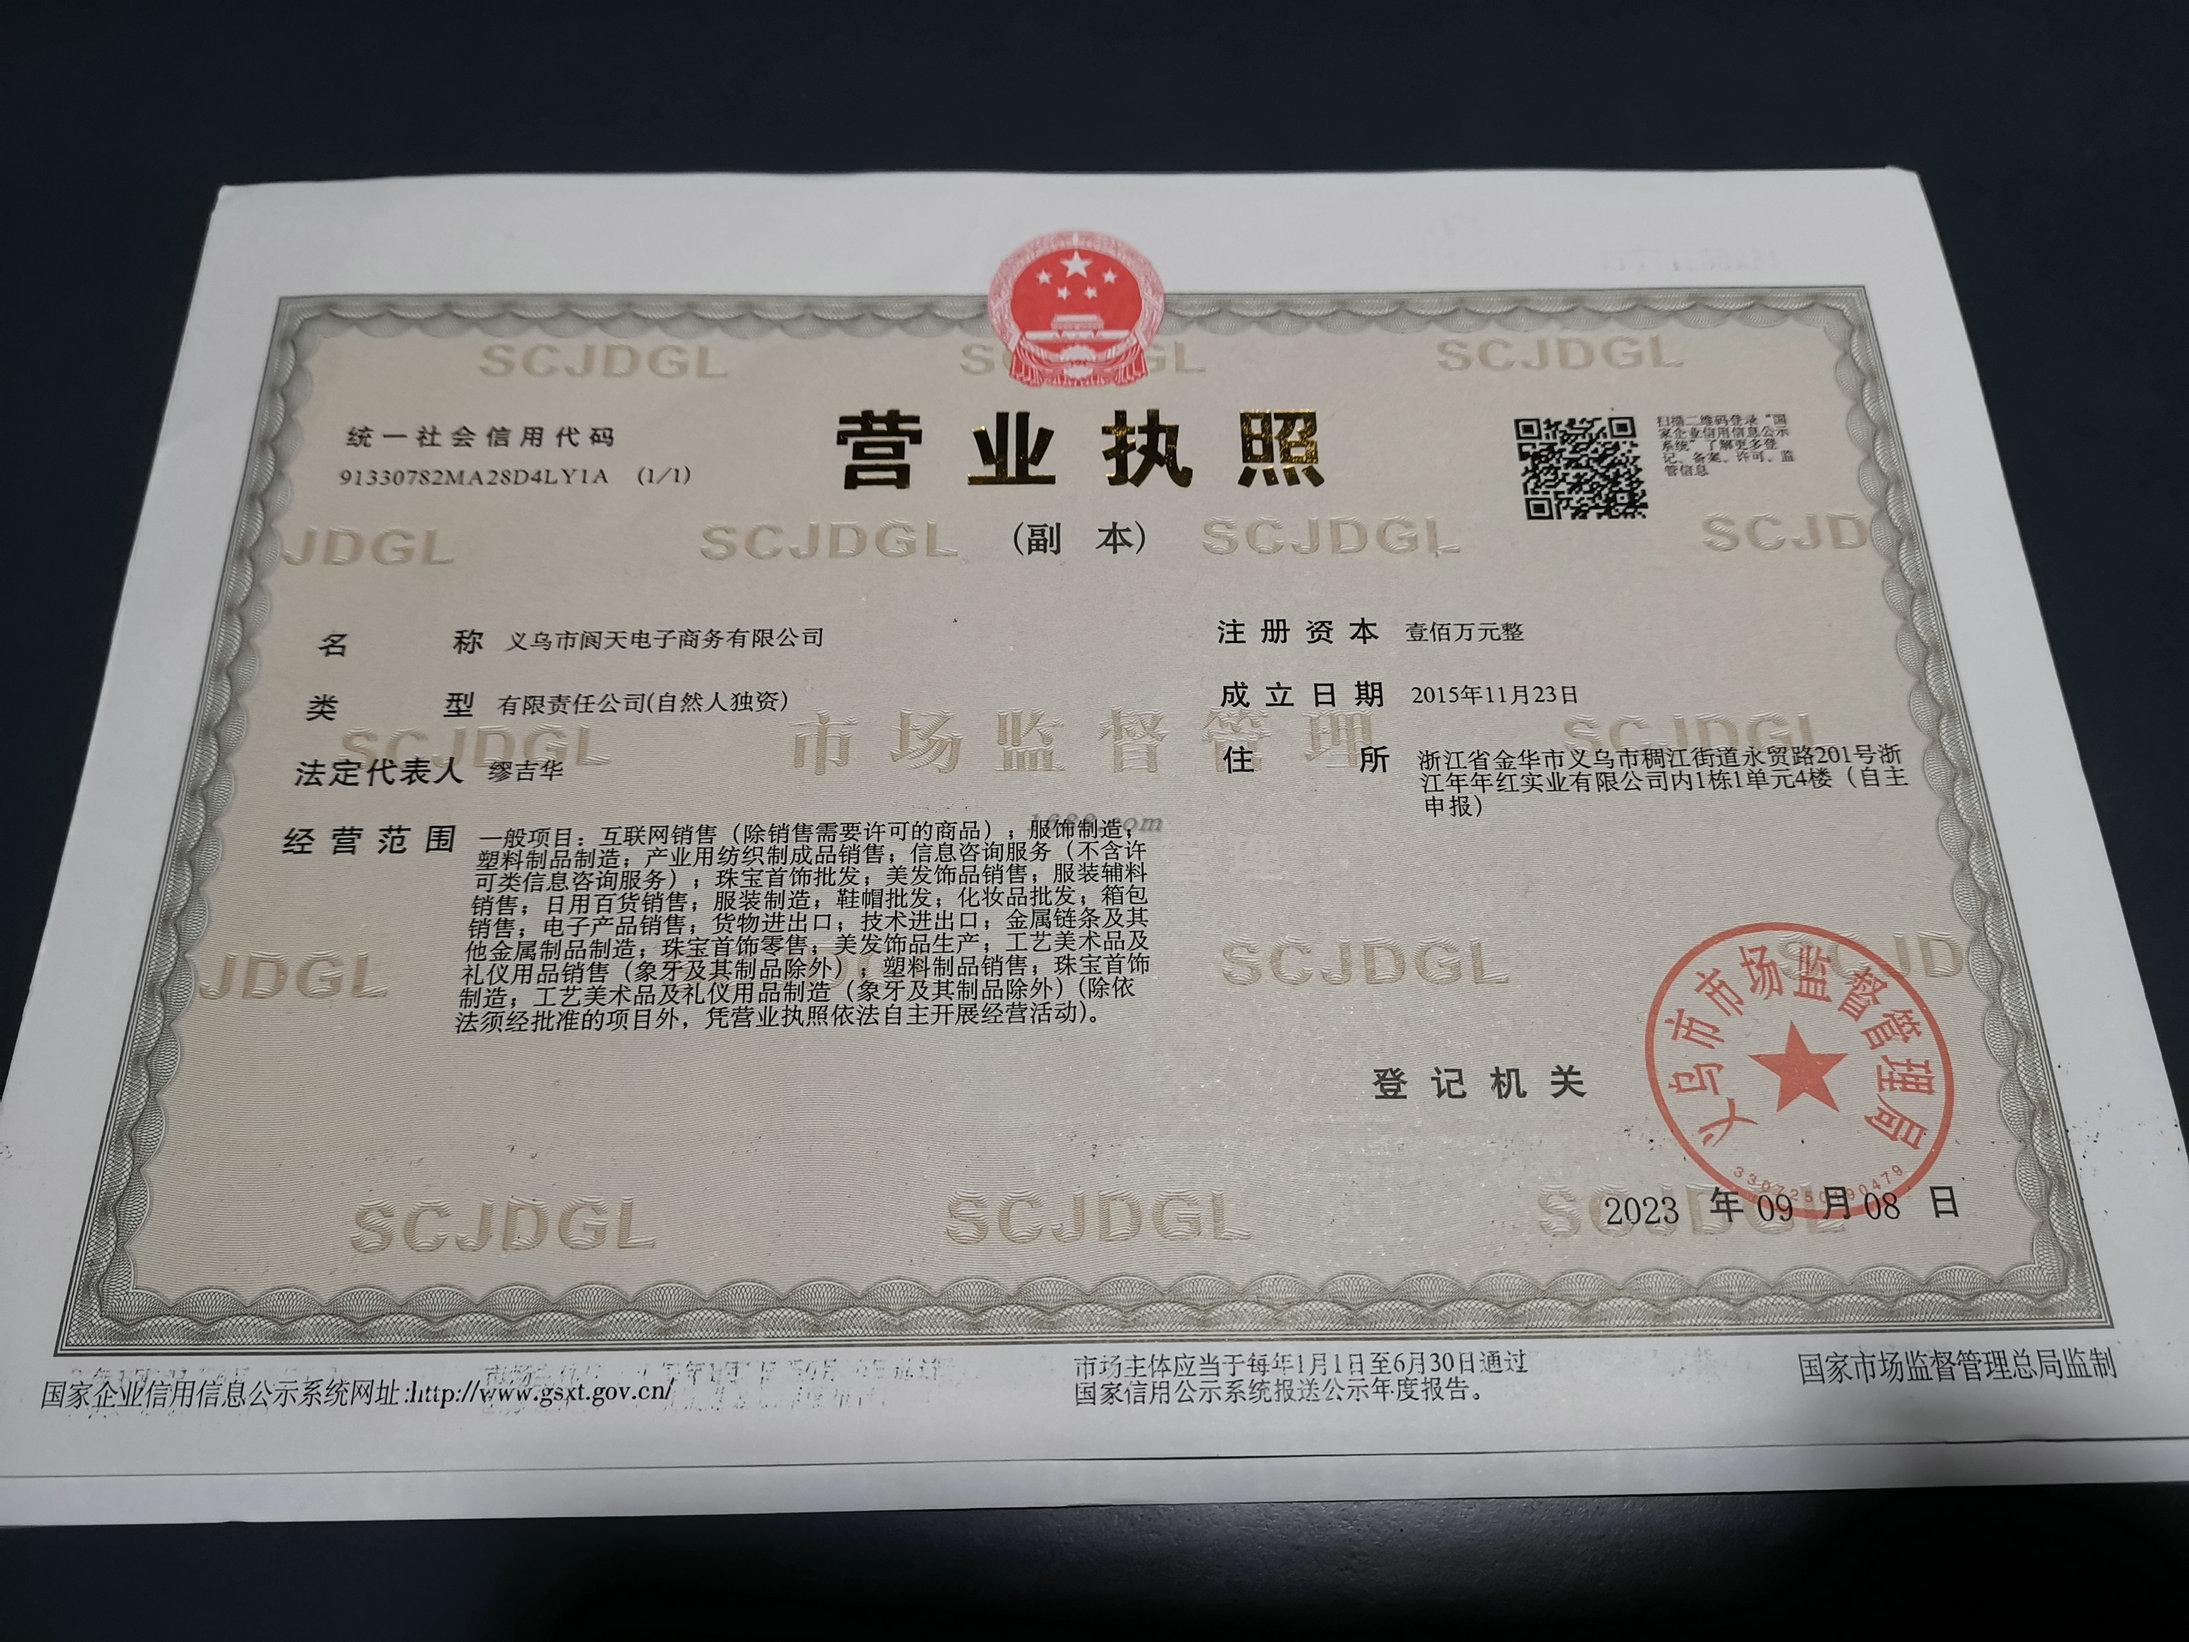 统一社会信用代码
91330782MA28D4LY1A (1/1)
营业执照
(副 本)
扫描二维码登录“国
家企业信用信息公示
系统”了解更多登
记、备案、许可、监
管信息
名 称 义乌市阂天电子商务有限公司
类 型 有限责任公司(自然人独资)
法定代表人 缪吉华
经营范围 一般项目：互联网销售（除销售需要许可的商品）；服饰制造；
塑料制品制造；产业用纺织制成品销售；信息咨询服务（不含许
可类信息咨询服务）；珠宝首饰批发；美发饰品销售；服装辅料
销售；日用百货销售；服装制造；鞋帽批发；化妆品批发；箱包
销售；电子产品销售；货物进出口；技术进出口；金属链条及其
他金属制品制造；珠宝首饰零售；美发饰品生产；工艺美术品及
礼仪用品销售（象牙及其制品除外）；塑料制品销售；珠宝首饰
制造；工艺美术品及礼仪用品制造（象牙及其制品除外）(除依
法须经批准的项目外，凭营业执照依法自主开展经营活动)。
注册资本 壹佰万元整
成立日期 2015年11月23日
住 所 浙江省金华市义乌市稠江街道永贸路201号浙
江年年红实业有限公司内1栋1单元4楼（自主
申报）
SCJDGL
市场监督管理
1688.com
登记机关
义乌市市场监督管理局
2023 年 09 月 08 日
国家企业信用信息公示系统网址:http://www.gsxt.gov.cn/
市场主体应当于每年1月1日至6月30日通过
国家信用公示系统报送公示年度报告。
国家市场监督管理总局监制